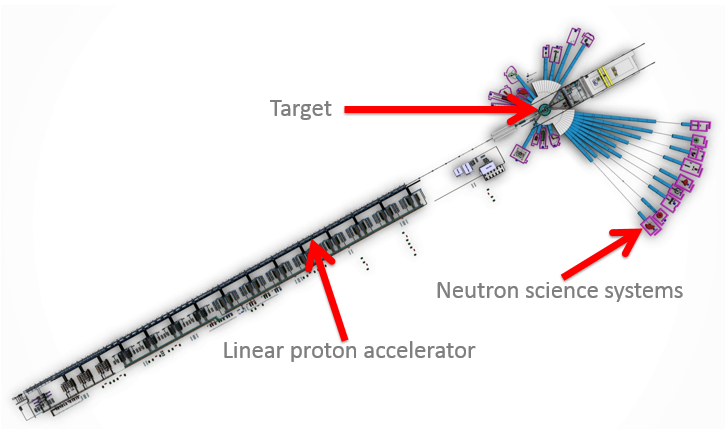 Target
Neutron science systems
Linear proton accelerator